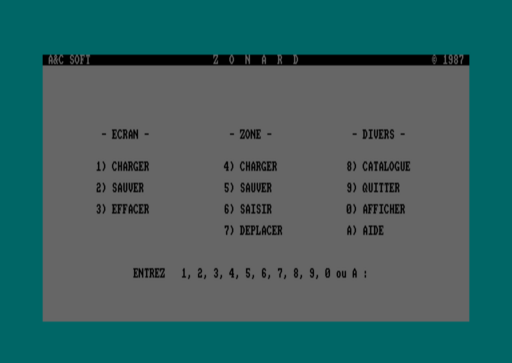 A&C SOFT Z O N A R D @ 1987
- ECRAN - - ZONE - - DIVERS -
1) CHARGER 4) CHARGER 8) CATALOGUE
2) SAUVER 5) SAUVER 9) QUITTER
3) EFFACER 6) SAISIR 0) AFFICHER
7) DEPLACER A) AIDE
ENTREZ 1, 2, 3, 4, 5, 6, 7, 8, 9, 0 ou A :